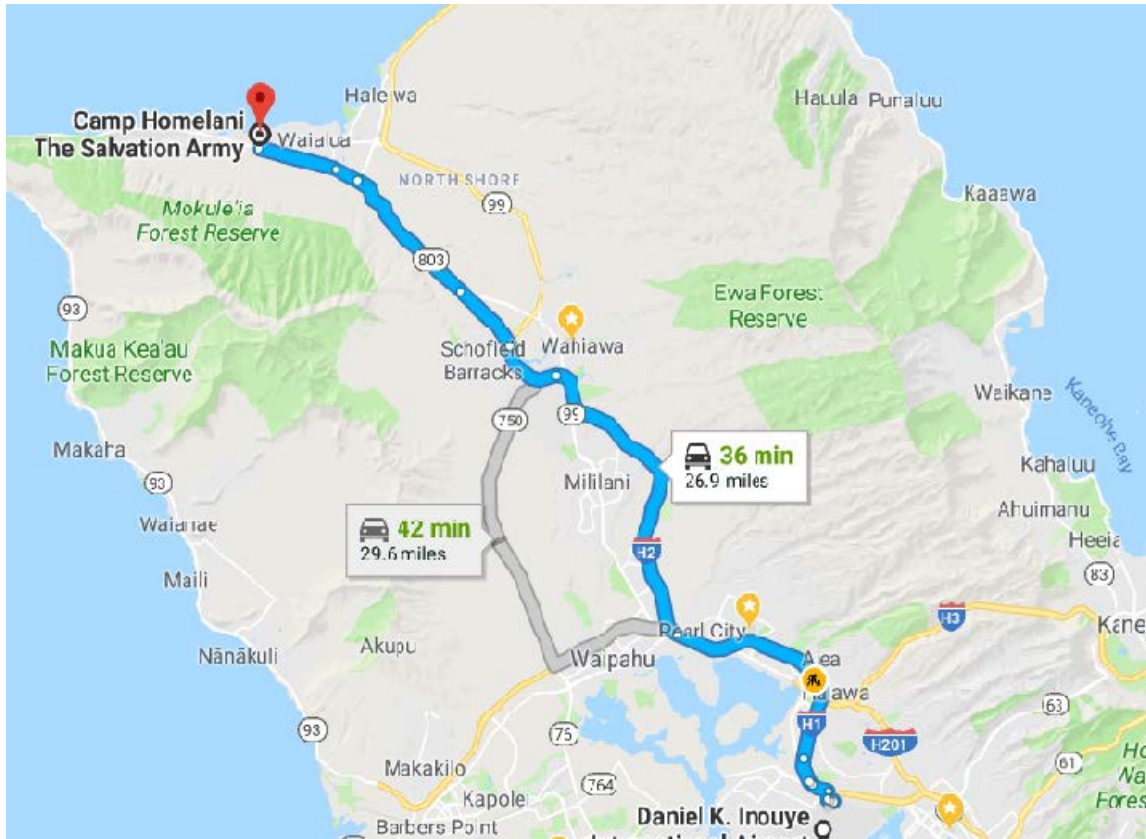 Haleiwa
Hauula
Punaluu
Camp Homelani
The Salvation Army
Waialua
Kaaawa
NORTH SHORE
99
Mokule'ia
Forest Reserve
803
93
Ewa Forest
Reserve
Makua Kea'au
Forest Reserve
Schofield
Barracks
Wahiawa
Waikane
Kaneohe Bay
750
99
Makaha
36 min
26.9 miles
Mililani
Kahaluu
93
Ahuimanu
Waianae
42 min
29.6 miles
H2
Heeia
Maili
83
Akupu
Pearl City
H3
Kane
Nānākuli
Waipahu
Aiea
Halawa
63
93
76
H1
H201
61
Makakilo
764
Kapolei
Daniel K. Inouye
Barbers Point